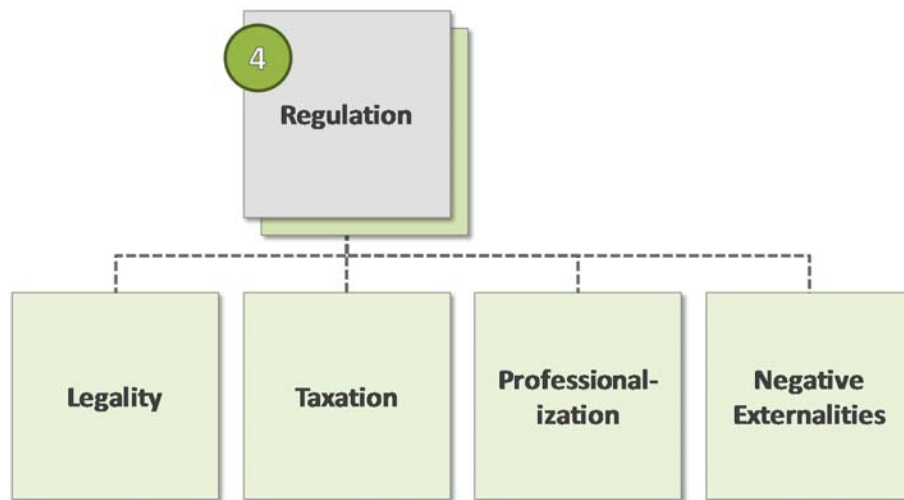 4
Regulation
Legality
Taxation
Professional-
ization
Negative
Externalities